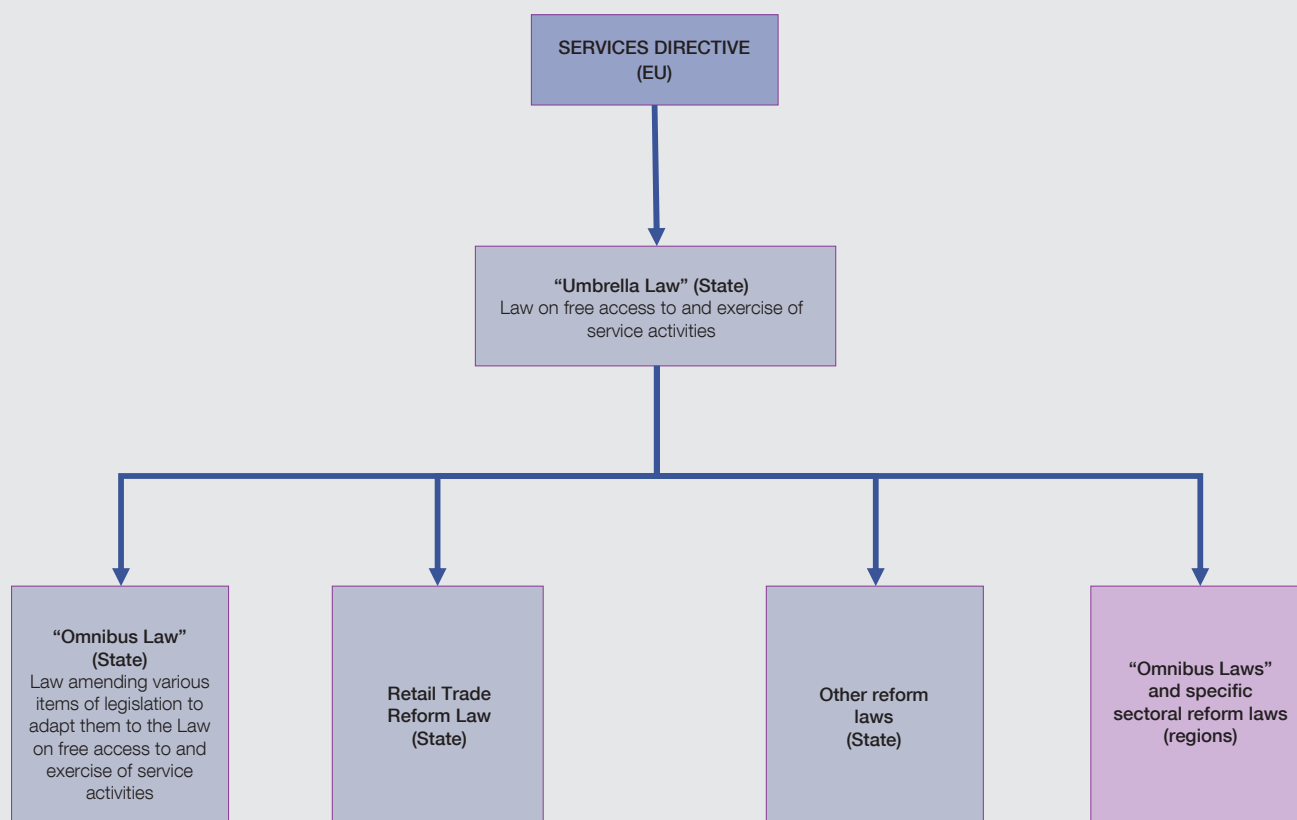 SERVICES DIRECTIVE
(EU)
“Umbrella Law” (State)
Law on free access to and exercise of
service activities
“Omnibus Law”
(State)
Law amending various
items of legislation to
adapt them to the Law
on free access to and
exercise of service
activities
Retail Trade
Reform Law
(State)
Other reform
laws
(State)
“Omnibus Laws”
and specific
sectoral reform laws
(regions)